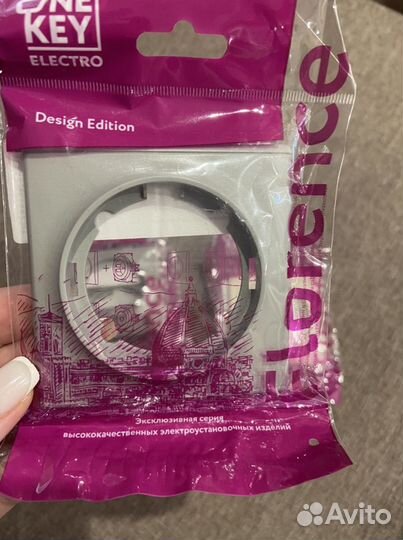 ONE
KEY
ELECTRO
Design Edition
Florence
Эксклюзивная серия
высококачественных электроустановочных изделий
Avito